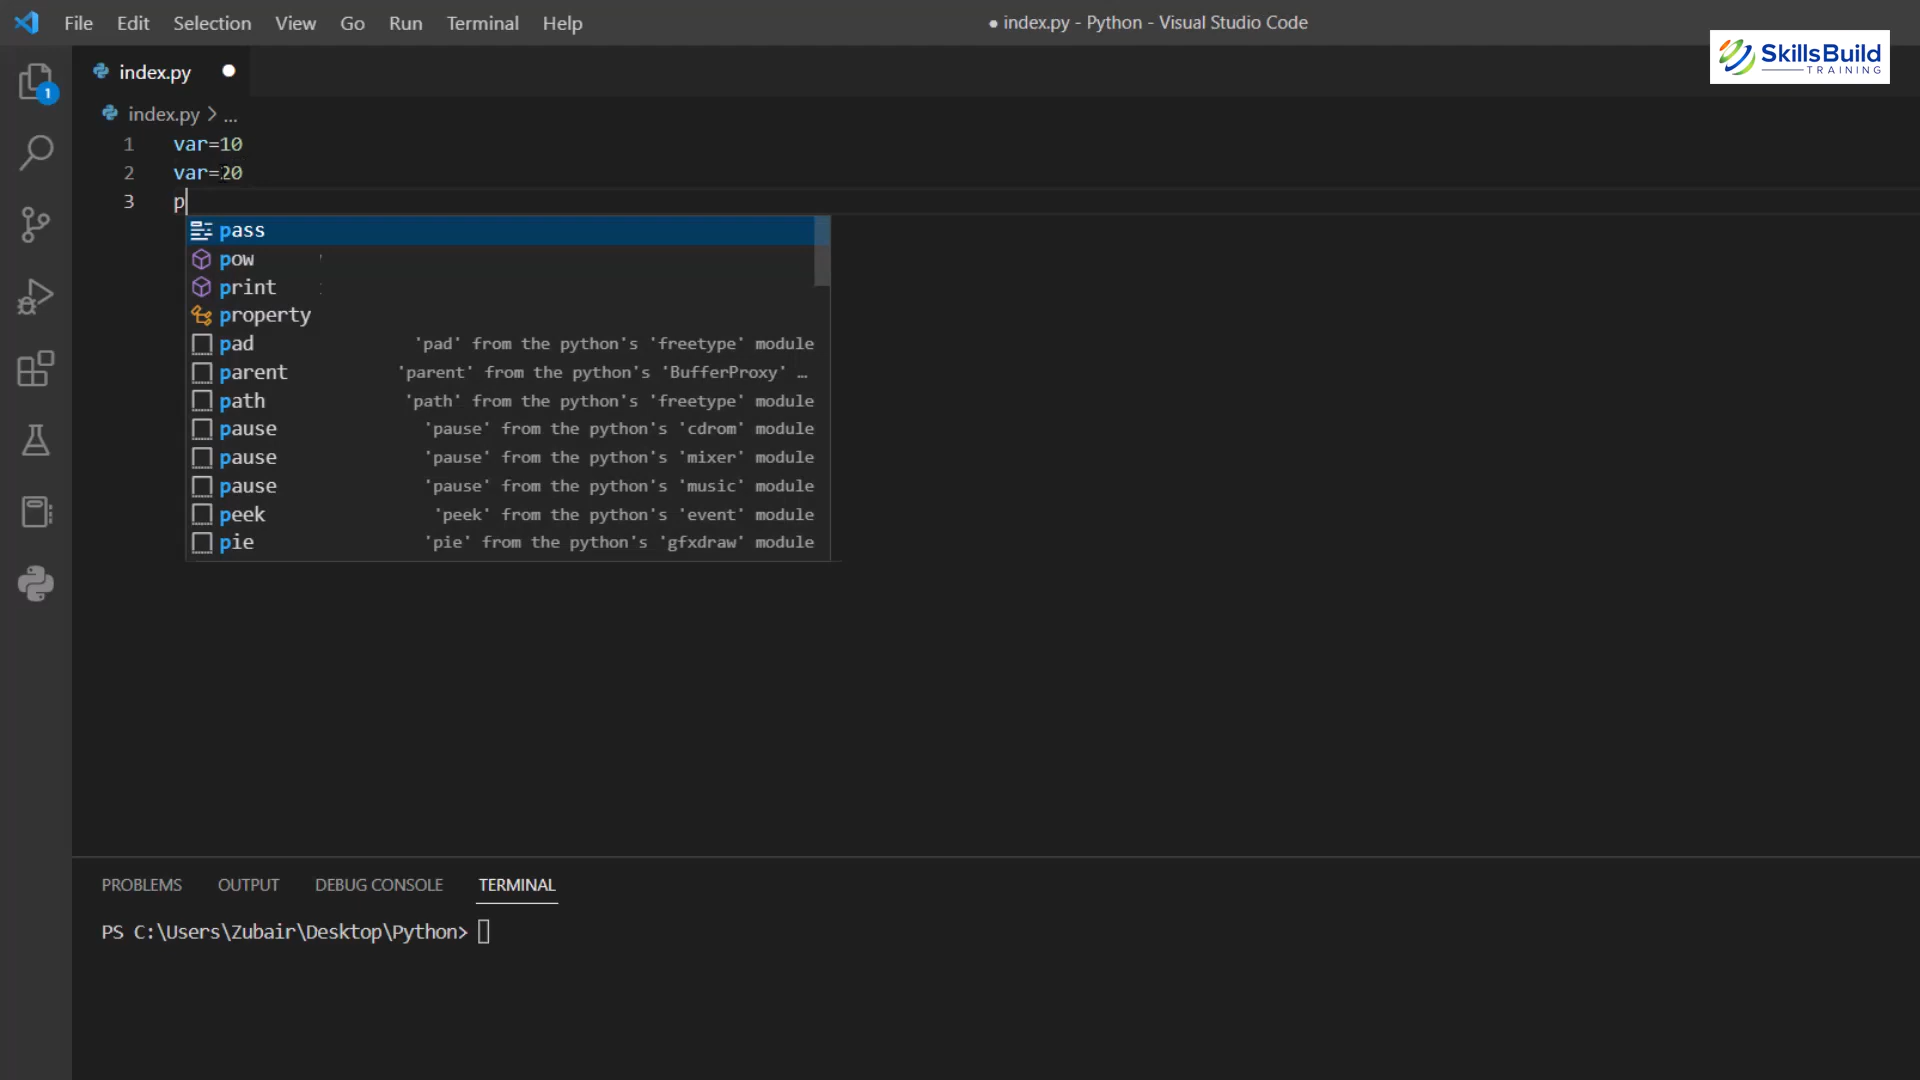 File Edit Selection View Go Run Terminal Help
● index.py - Python - Visual Studio Code
SkillsBuild
TRAINING
index.py
1
index.py > ...
1 var=10
2 var=20
3 p
pass
pow
print
property
pad 'pad' from the python's 'freetype' module
parent 'parent' from the python's 'BufferProxy' …
path 'path' from the python's 'freetype' module
pause 'pause' from the python's 'cdrom' module
pause 'pause' from the python's 'mixer' module
pause 'pause' from the python's 'music' module
peek 'peek' from the python's 'event' module
pie 'pie' from the python's 'gfxdraw' module
PROBLEMS OUTPUT DEBUG CONSOLE TERMINAL
PS C:\Users\Zubair\Desktop\Python>